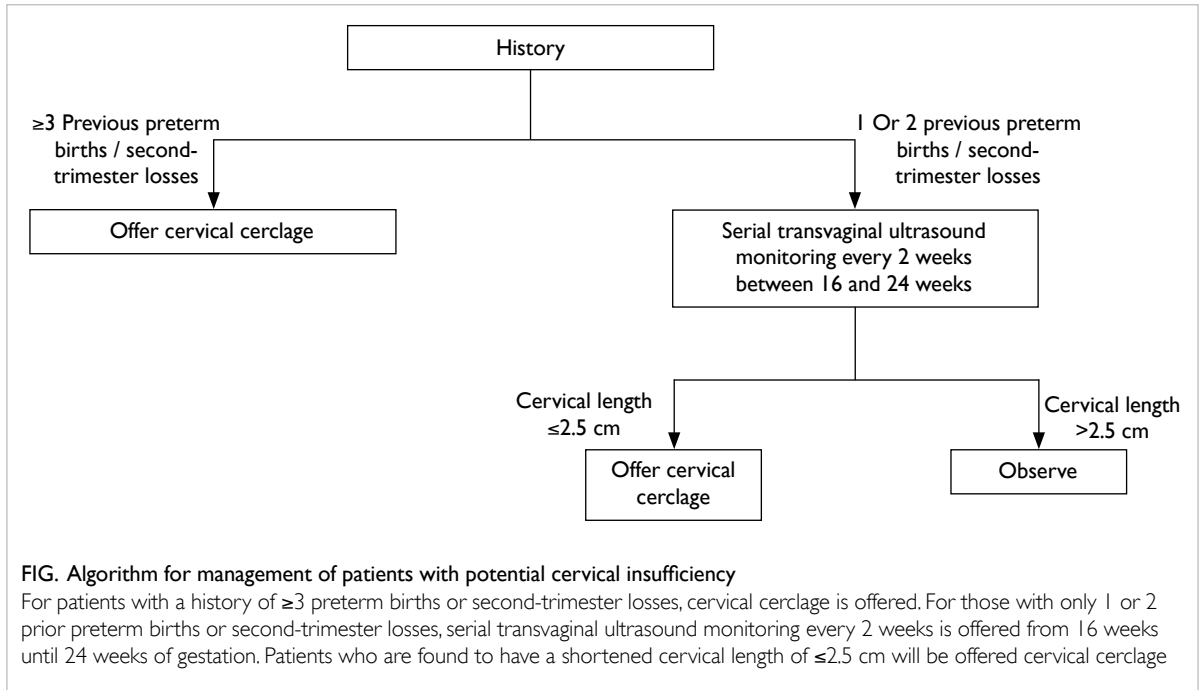 History
≥3 Previous preterm
births / second-
trimester losses
1 Or 2 previous preterm
births / second-
trimester losses
Offer cervical cerclage
Serial transvaginal ultrasound
monitoring every 2 weeks
between 16 and 24 weeks
Cervical length
≤2.5 cm
Cervical length
>2.5 cm
Offer cervical
cerclage
Observe
FIG. Algorithm for management of patients with potential cervical insufficiency
For patients with a history of ≥3 preterm births or second-trimester losses, cervical cerclage is offered. For those with only 1 or 2
prior preterm births or second-trimester losses, serial transvaginal ultrasound monitoring every 2 weeks is offered from 16 weeks
until 24 weeks of gestation. Patients who are found to have a shortened cervical length of ≤2.5 cm will be offered cervical cerclage